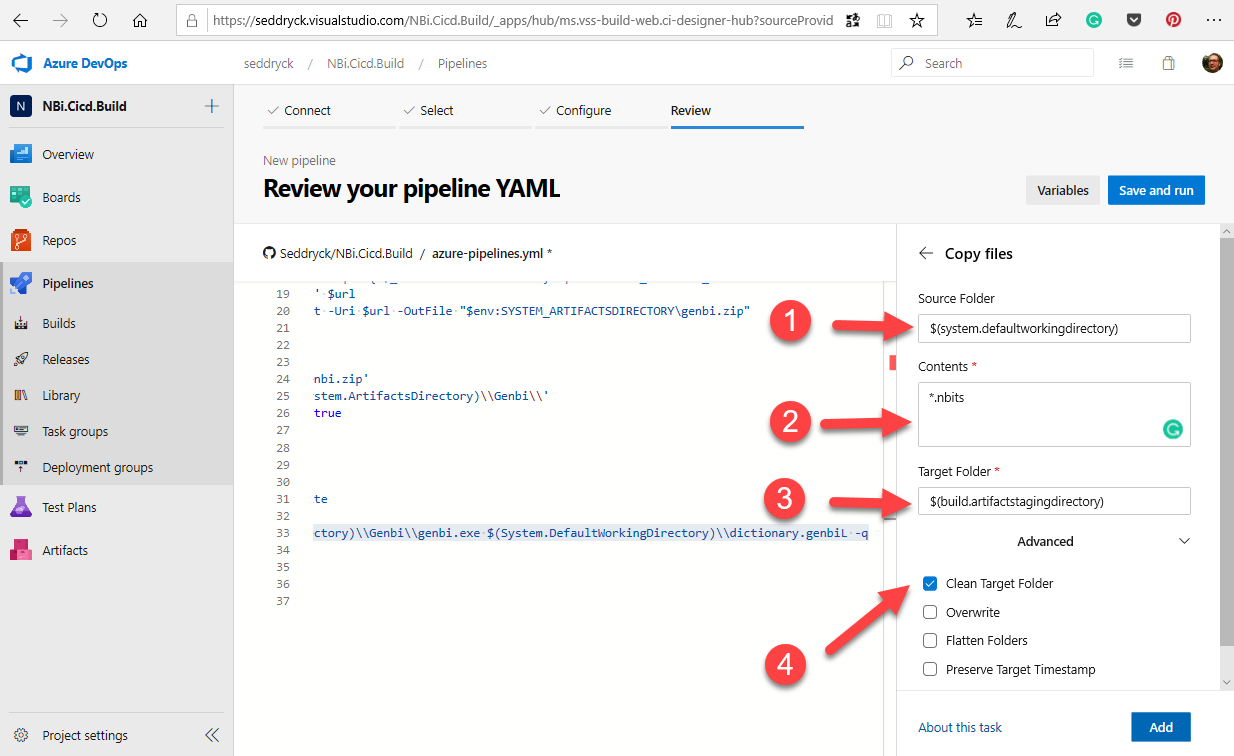 https://seddryck.visualstudio.com/NBi.Cicd.Build/_apps/hub/ms.vss-build-web.ci-designer-hub?sourceProvid
Azure DevOps
seddryck / NBi.Cicd.Build / Pipelines
Search
N NBi.Cicd.Build
Overview
Boards
Repos
Pipelines
Builds
Releases
Library
Task groups
Deployment groups
Test Plans
Artifacts
Project settings
Connect
Select
Configure
Review
New pipeline
Review your pipeline YAML
Variables
Save and run
Seddryck/NBi.Cicd.Build / azure-pipelines.yml *
19 ' $url
20 t -Uri $url -OutFile "$env:SYSTEM_ARTIFACTSDIRECTORY\genbi.zip"
21
22
23
24 nbi.zip'
25 stem.ArtifactsDirectory)\\Genbi\\'
26 true
27
28
29
30
31 te
32
33 ctory)\\Genbi\\genbi.exe $(System.DefaultWorkingDirectory)\\dictionary.genbiL -q
34
35
36
37
Copy files
Source Folder
1
$(system.defaultworkingdirectory)
Contents *
2
*.nbits
Target Folder *
3
$(build.artifactstagingdirectory)
Advanced
4
Clean Target Folder
Overwrite
Flatten Folders
Preserve Target Timestamp
About this task
Add